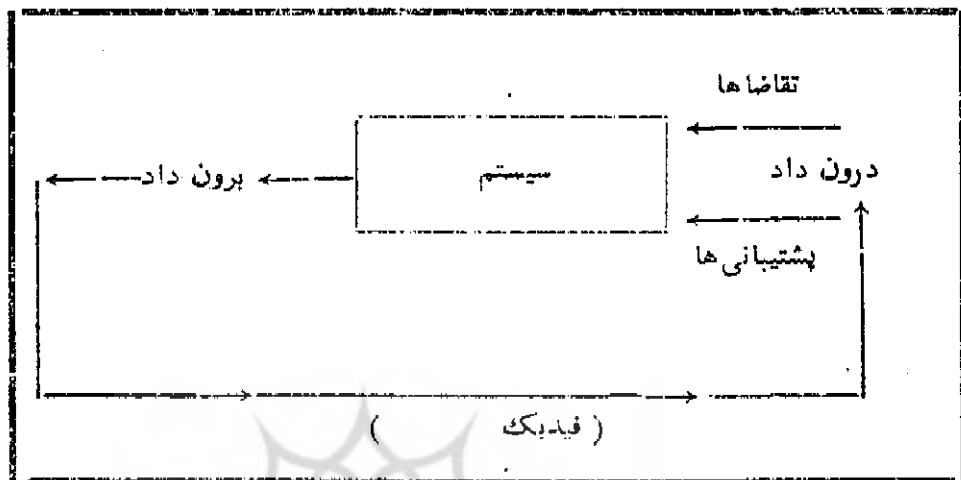 تقاضا ها
درون داد
سیستم
برون داد
پشتیبانی ها
( فیدبک )